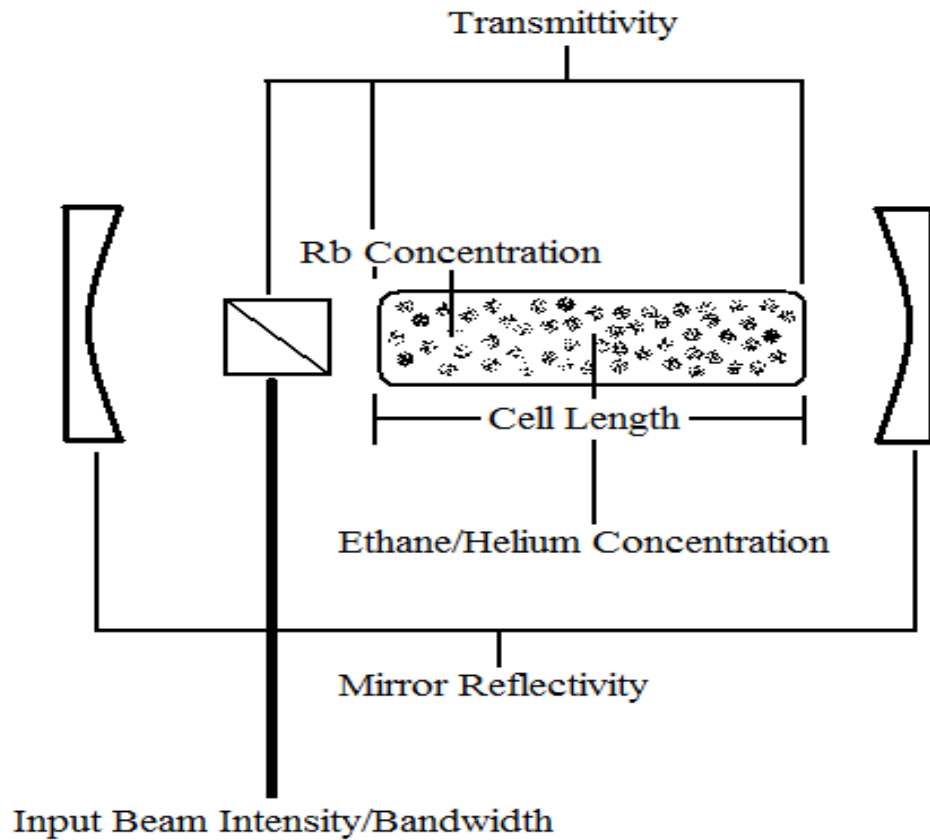 Transmittivity
Rb Concentration
Cell Length
Ethane/Helium Concentration
Mirror Reflectivity
Input Beam Intensity/Bandwidth